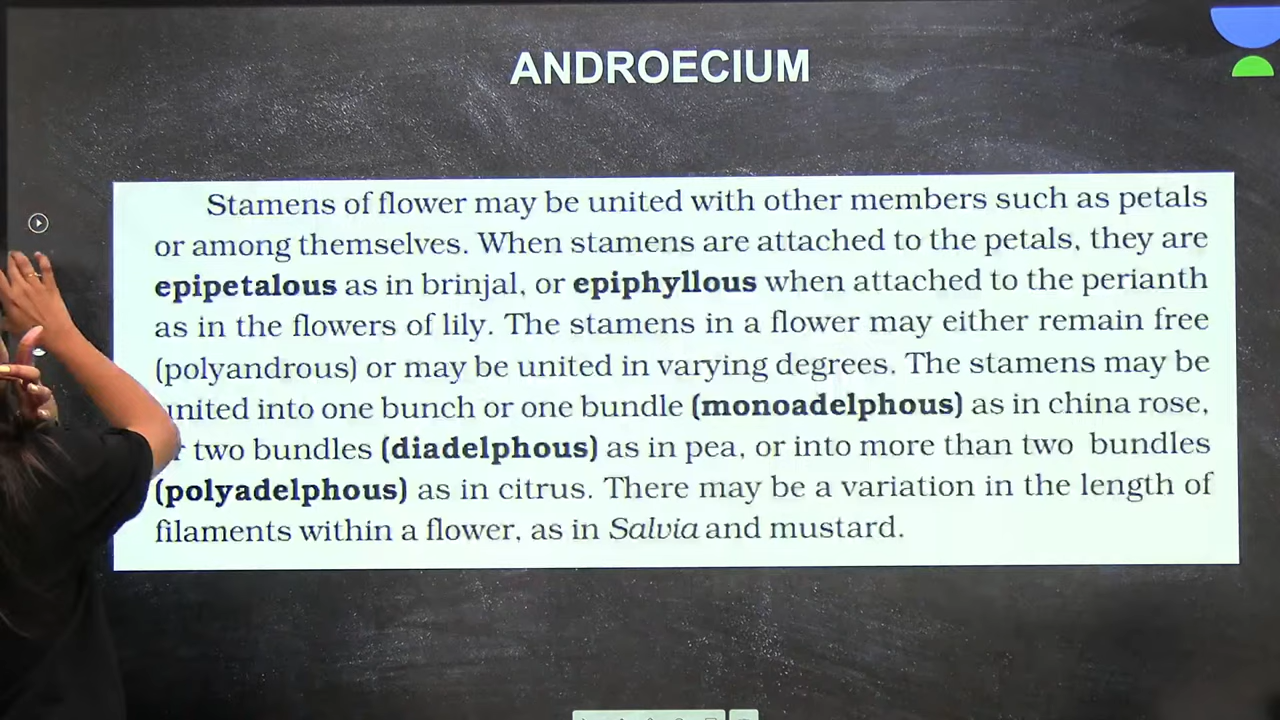 ANDROECIUM
Stamens of flower may be united with other members such as petals
or among themselves. When stamens are attached to the petals, they are
epipetalous as in brinjal, or epiphyllous when attached to the perianth
as in the flowers of lily. The stamens in a flower may either remain free
(polyandrous) or may be united in varying degrees. The stamens may be
united into one bunch or one bundle (monoadelphous) as in china rose,
two bundles (diadelphous) as in pea, or into more than two bundles
(polyadelphous) as in citrus. There may be a variation in the length of
filaments within a flower, as in Salvia and mustard.